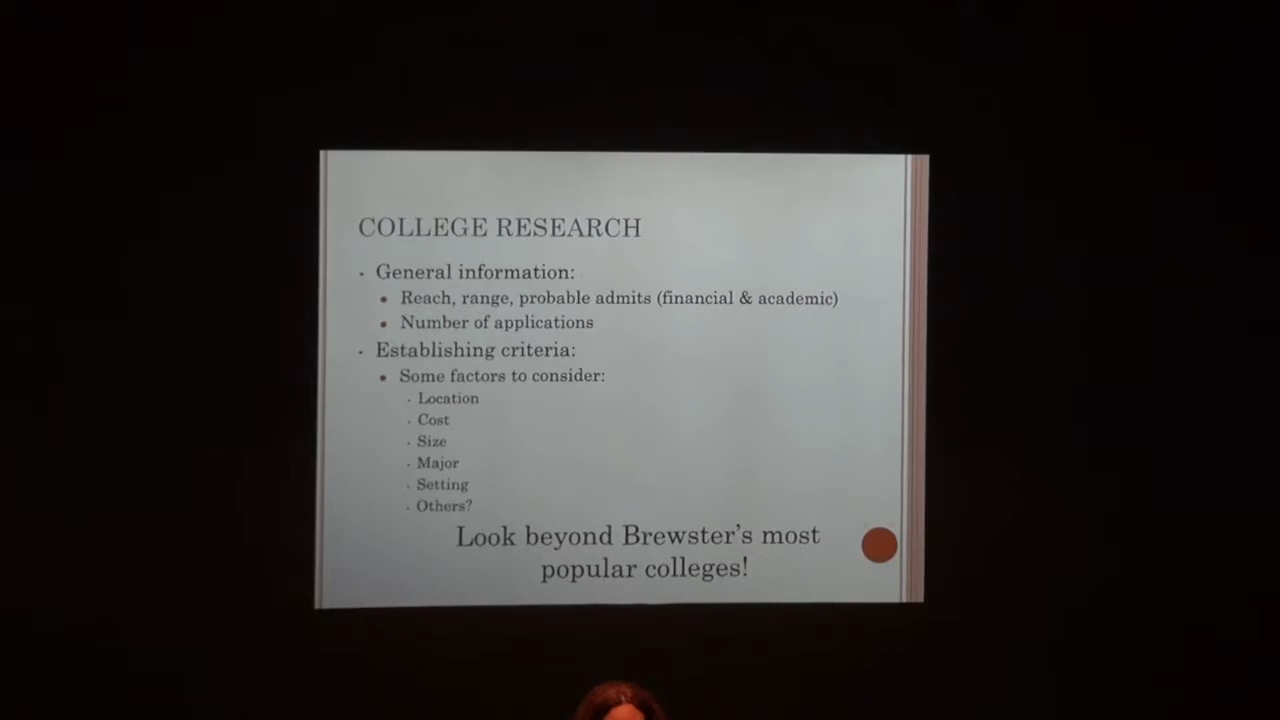 COLLEGE RESEARCH
General information:
Reach, range, probable admits (financial & academic)
Number of applications
Establishing criteria:
Some factors to consider:
Location
Cost
Size
Major
Setting
Others?
Look beyond Brewster's most
popular colleges!